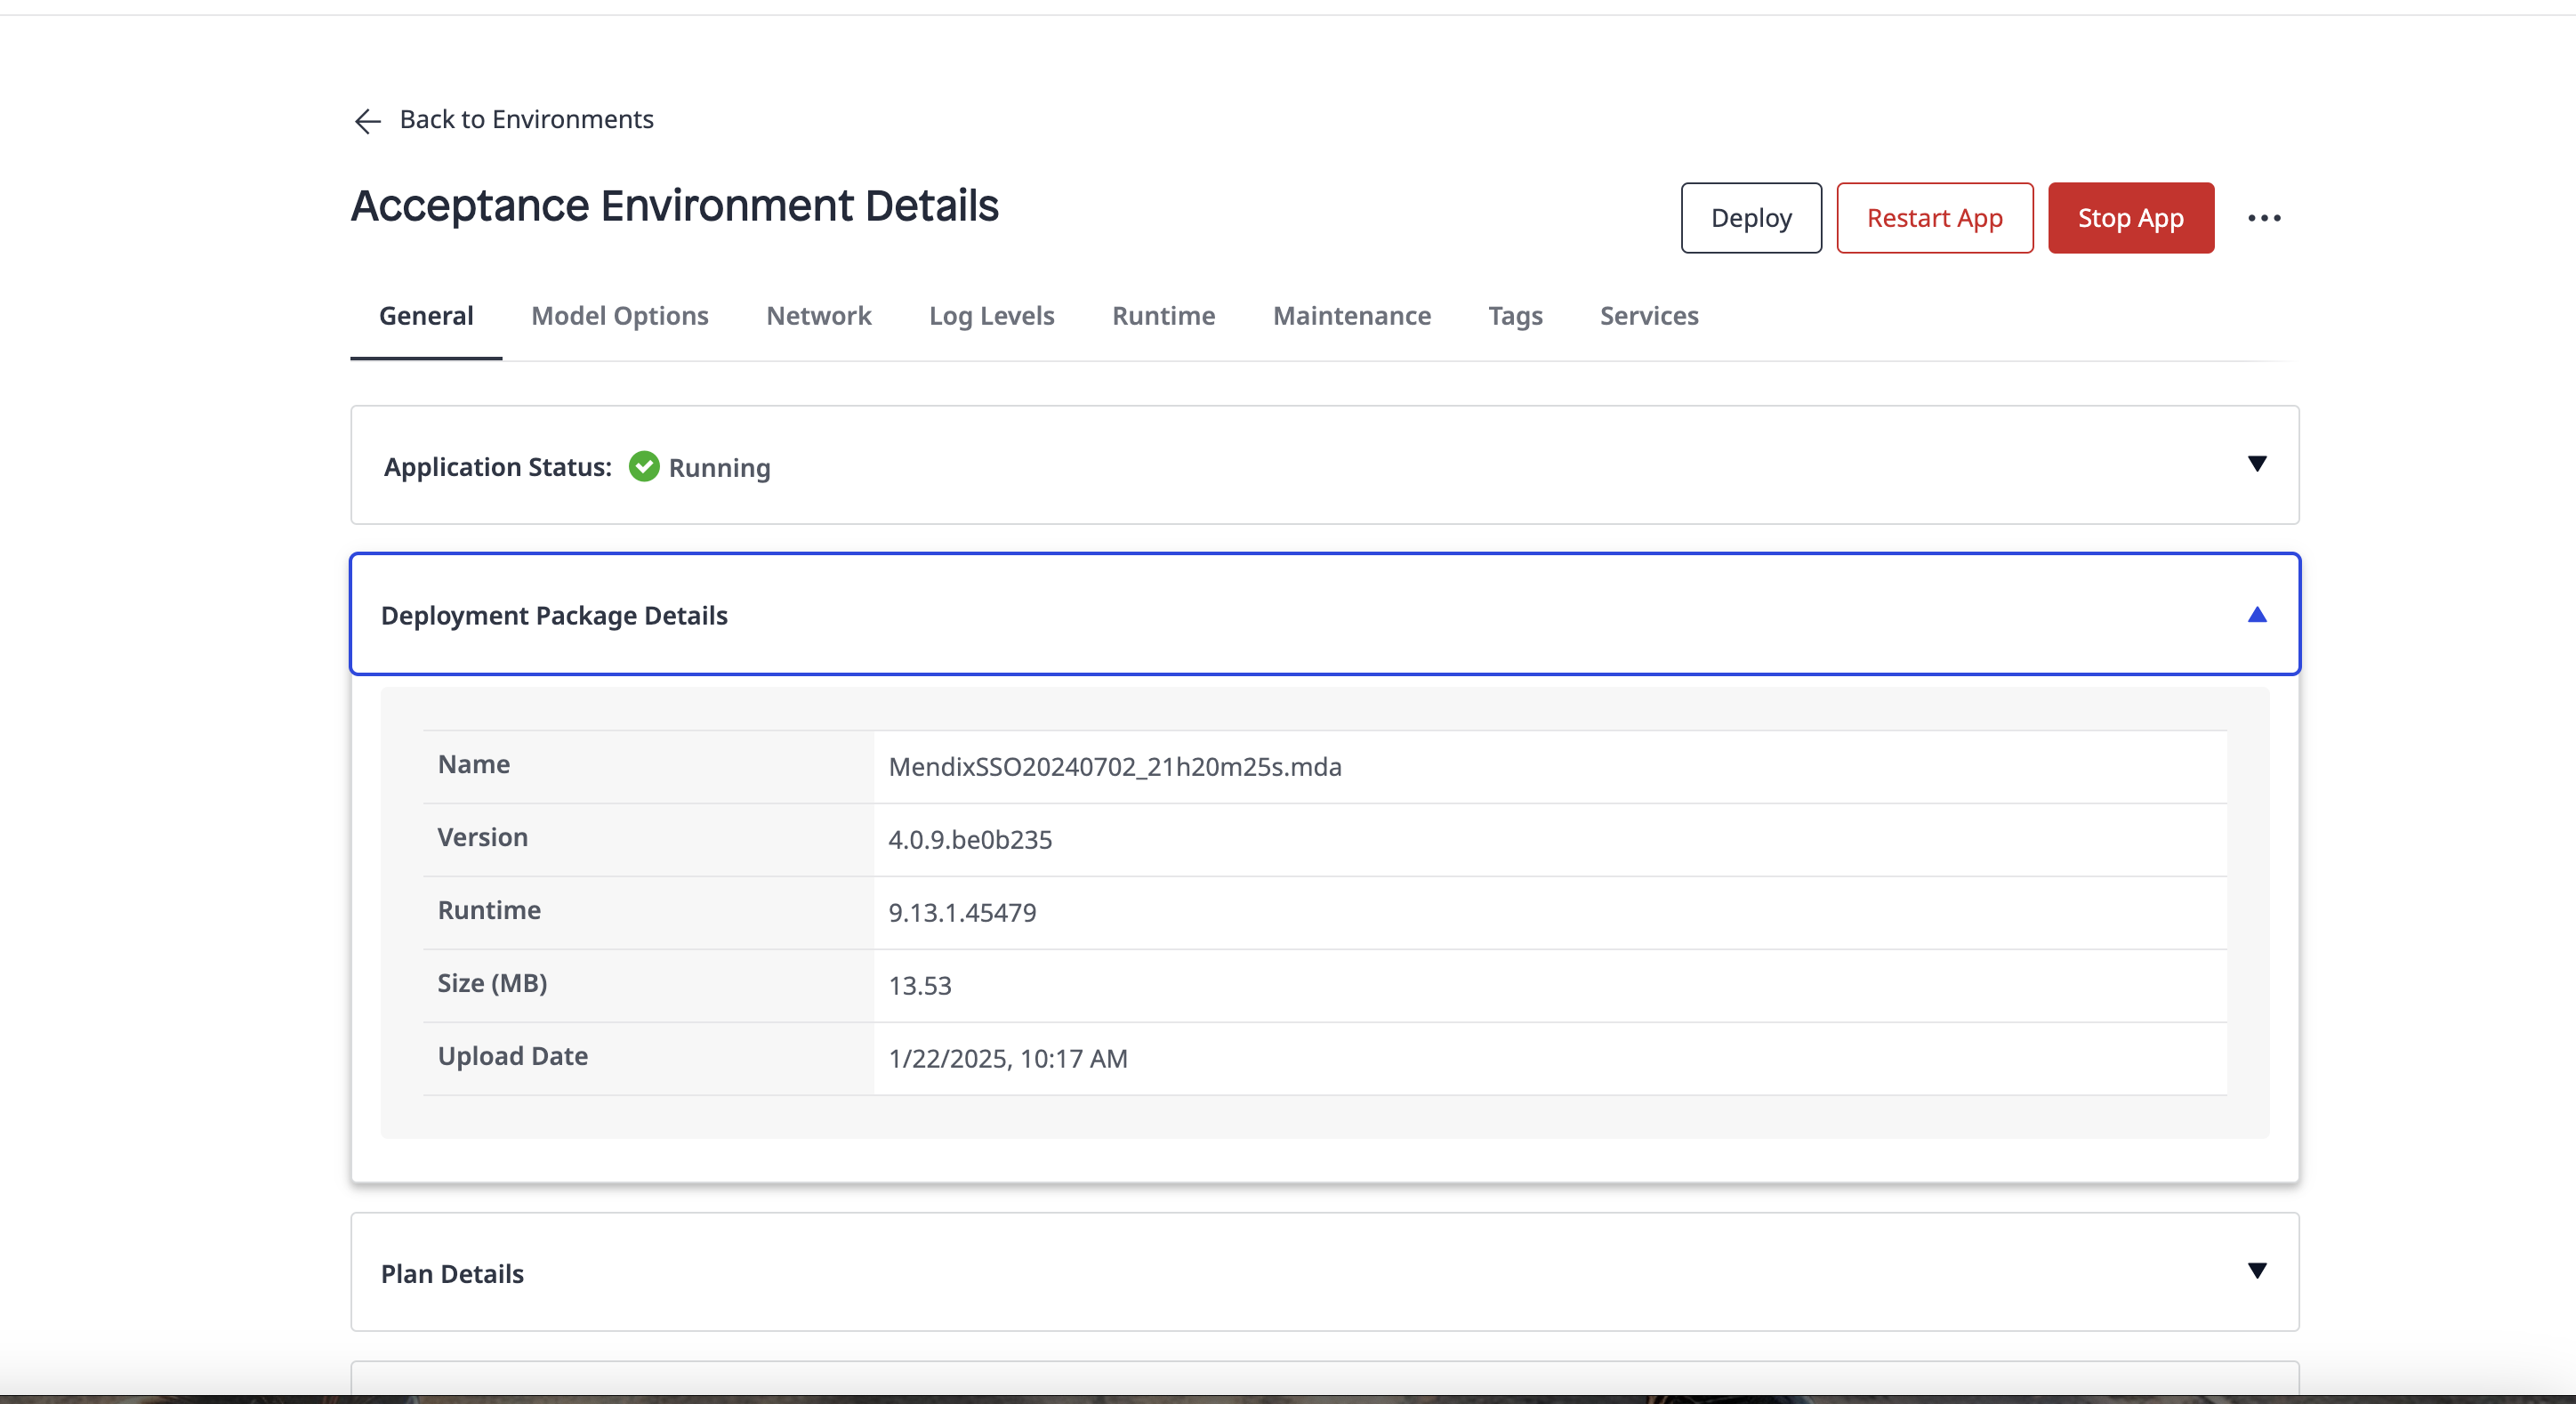 Back to Environments
Acceptance Environment Details
Deploy
Restart App
Stop App
General Model Options Network Log Levels Runtime Maintenance Tags Services
Application Status: Running
Deployment Package Details
Name MendixSSO20240702_21h20m25s.mda
Version 4.0.9.be0b235
Runtime 9.13.1.45479
Size (MB) 13.53
Upload Date 1/22/2025, 10:17 AM
Plan Details